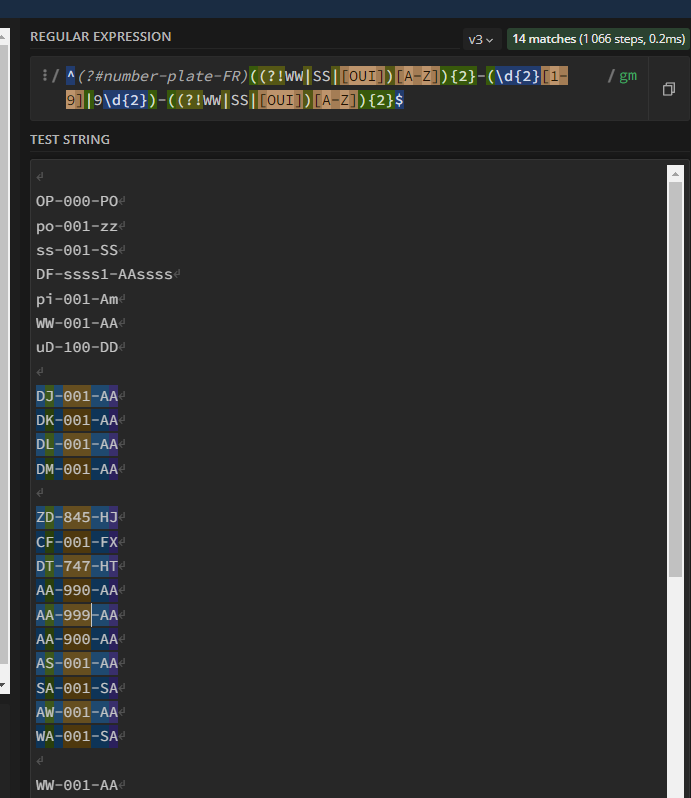 REGULAR EXPRESSION
v3
14 matches (1 066 steps, 0.2ms)
/ ^(?#number-plate-FR)((?!WW|SS|[OUI])[A-Z]){2}-(\d{2}[1-
9]|9\d{2})-((?!WW|SS|[OUI])[A-Z]){2}$
/ gm
TEST STRING
OP-000-PO
po-001-zz
ss-001-SS
DF-ssss1-AAssss
pi-001-Am
WW-001-AA
uD-100-DD
DJ-001-AA
DK-001-AA
DL-001-AA
DM-001-AA
ZD-845-HJ
CF-001-FX
DT-747-HT
AA-990-AA
AA-999-AA
AA-900-AA
AS-001-AA
SA-001-SA
AW-001-AA
WA-001-SA
WW-001-AA